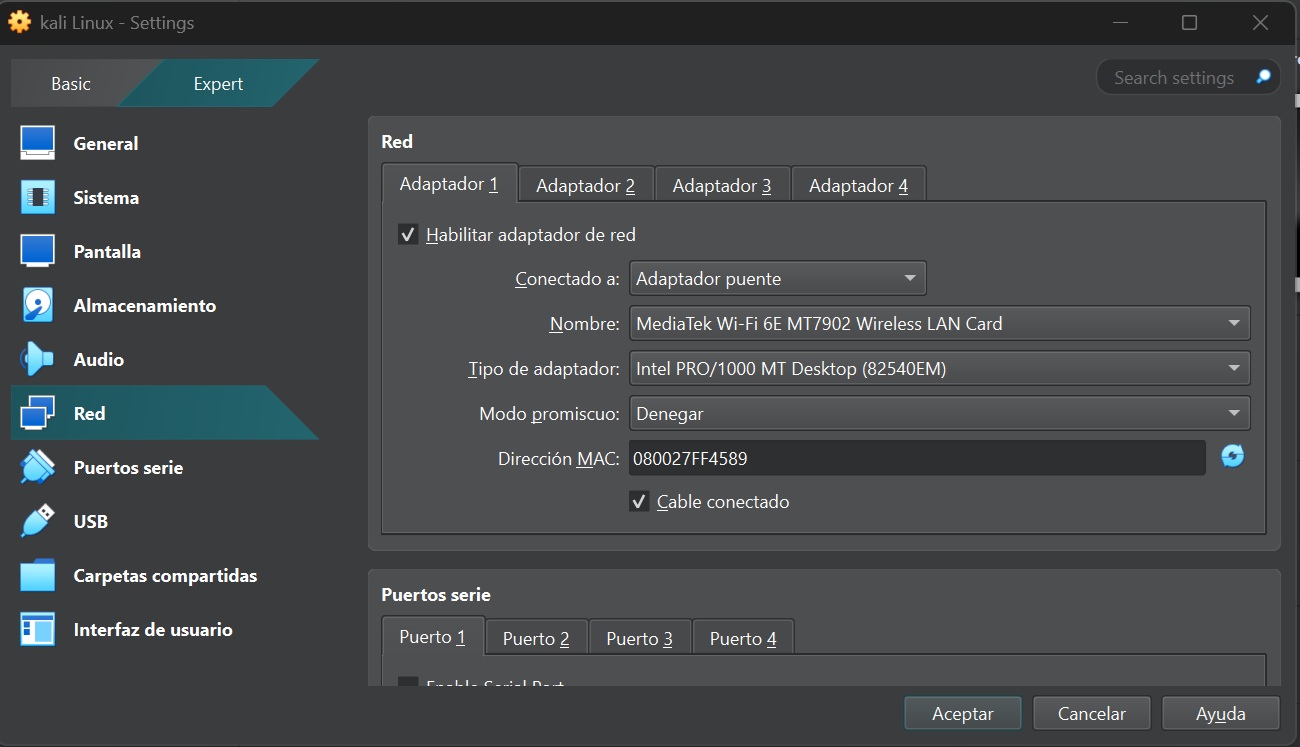 kali Linux - Settings
Basic
Expert
Search settings
General
Sistema
Pantalla
Almacenamiento
Audio
Red
Puertos serie
USB
Carpetas compartidas
Interfaz de usuario
Red
Adaptador 1
Adaptador 2
Adaptador 3
Adaptador 4
Habilitar adaptador de red
Conectado a: Adaptador puente
Nombre: MediaTek Wi-Fi 6E MT7902 Wireless LAN Card
Tipo de adaptador: Intel PRO/1000 MT Desktop (82540EM)
Modo promiscuo: Denegar
Dirección MAC: 080027FF4589
Cable conectado
Puertos serie
Puerto 1
Puerto 2
Puerto 3
Puerto 4
Enable Serial Port
Aceptar
Cancelar
Ayuda